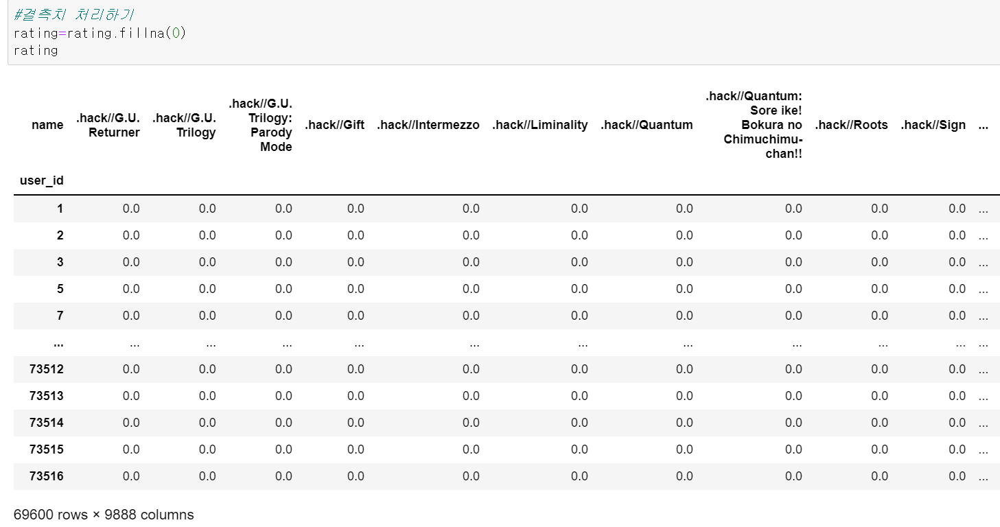 #결측치 처리하기
rating=rating.fillna(0)
rating
name .hack//G.U. Returner .hack//G.U. Trilogy .hack//G.U. Trilogy: Parody Mode .hack//Gift .hack//Intermezzo .hack//Liminality .hack//Quantum .hack//Quantum: Sore ike! Bokura no Chimuchimu-chan!! .hack//Roots .hack//Sign ...
user_id
1 0.0 0.0 0.0 0.0 0.0 0.0 0.0 0.0 0.0 0.0 ...
2 0.0 0.0 0.0 0.0 0.0 0.0 0.0 0.0 0.0 0.0 ...
3 0.0 0.0 0.0 0.0 0.0 0.0 0.0 0.0 0.0 0.0 ...
5 0.0 0.0 0.0 0.0 0.0 0.0 0.0 0.0 0.0 0.0 ...
7 0.0 0.0 0.0 0.0 0.0 0.0 0.0 0.0 0.0 0.0 ...
... ... ... ... ... ... ... ... ... ... ... ...
73512 0.0 0.0 0.0 0.0 0.0 0.0 0.0 0.0 0.0 0.0 ...
73513 0.0 0.0 0.0 0.0 0.0 0.0 0.0 0.0 0.0 0.0 ...
73514 0.0 0.0 0.0 0.0 0.0 0.0 0.0 0.0 0.0 0.0 ...
73515 0.0 0.0 0.0 0.0 0.0 0.0 0.0 0.0 0.0 0.0 ...
73516 0.0 0.0 0.0 0.0 0.0 0.0 0.0 0.0 0.0 0.0 ...
69600 rows × 9888 columns